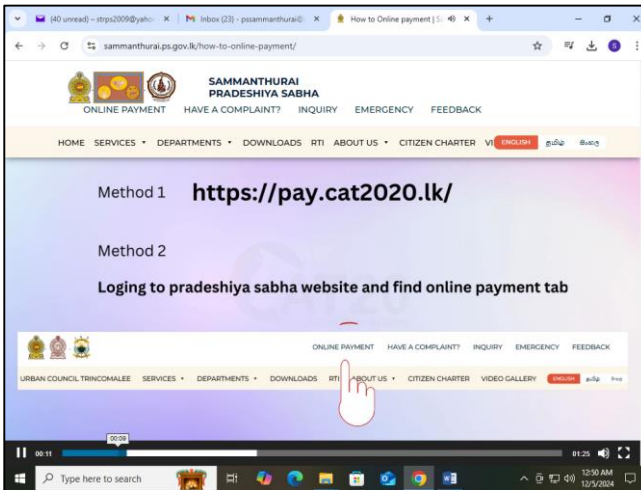 (40 unread) - strps2009@yaho
Inbox (23) - pssammanthurai@
How to Online payment | S
sammanthurai.ps.gov.lk/how-to-online-payment/
SAMMANTHURAI
PRADESHIYA SABHA
ONLINE PAYMENT HAVE A COMPLAINT? INQUIRY EMERGENCY FEEDBACK
HOME SERVICES DEPARTMENTS DOWNLOADS RTI ABOUT US CITIZEN CHARTER VI ENGLISH தமிழ் සිංහල
Method 1 https://pay.cat2020.lk/
Method 2
Loging to pradeshiya sabha website and find online payment tab
CAT20
ONLINE PAYMENT HAVE A COMPLAINT? INQUIRY EMERGENCY FEEDBACK
URBAN COUNCIL TRINCOMALEE SERVICES DEPARTMENTS DOWNLOADS RTI ABOUT US CITIZEN CHARTER VIDEO GALLERY ENGLISH தமிழ்
00:09
00:11 01:25
Type here to search
12:50 AM
12/5/2024